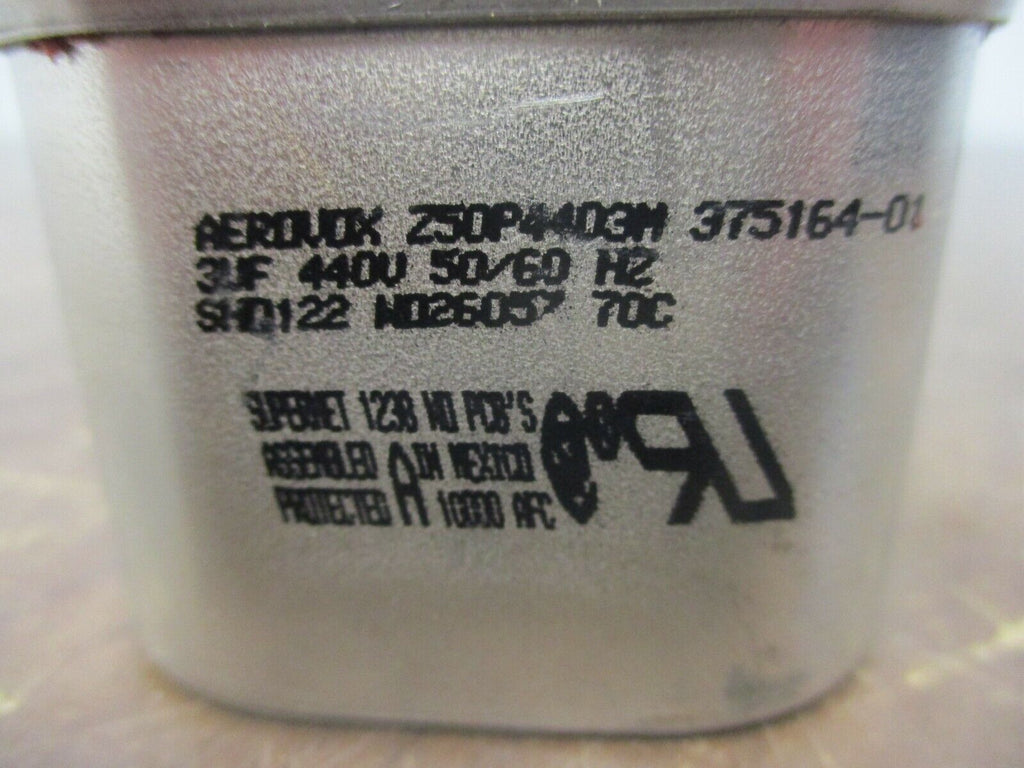 AEROVOX Z50P4403M 375164-01
3UF 440V 50/60 HZ
SHD122 W026057 70C
SUPERMET 1238 NO PCB'S
ASSEMBLED IN MEXICO
PROTECTED A 10000 AFC